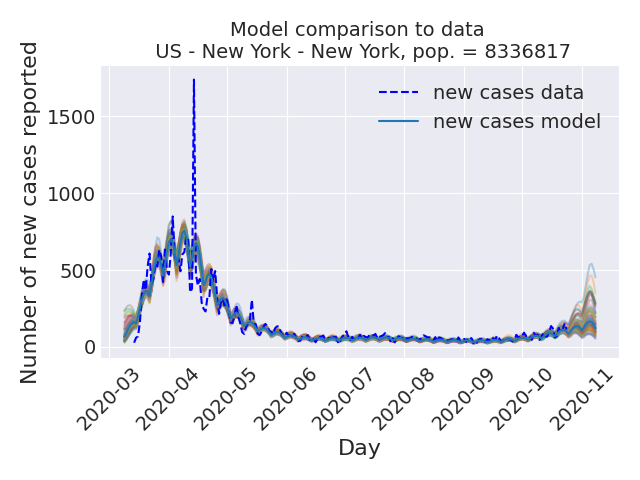 Model comparison to data
US - New York - New York, pop. = 8336817
new cases data
new cases model
Number of new cases reported
1500
1000
500
0
2020-03
2020-04
2020-05
2020-06
2020-07
2020-08
2020-09
2020-10
2020-11
Day